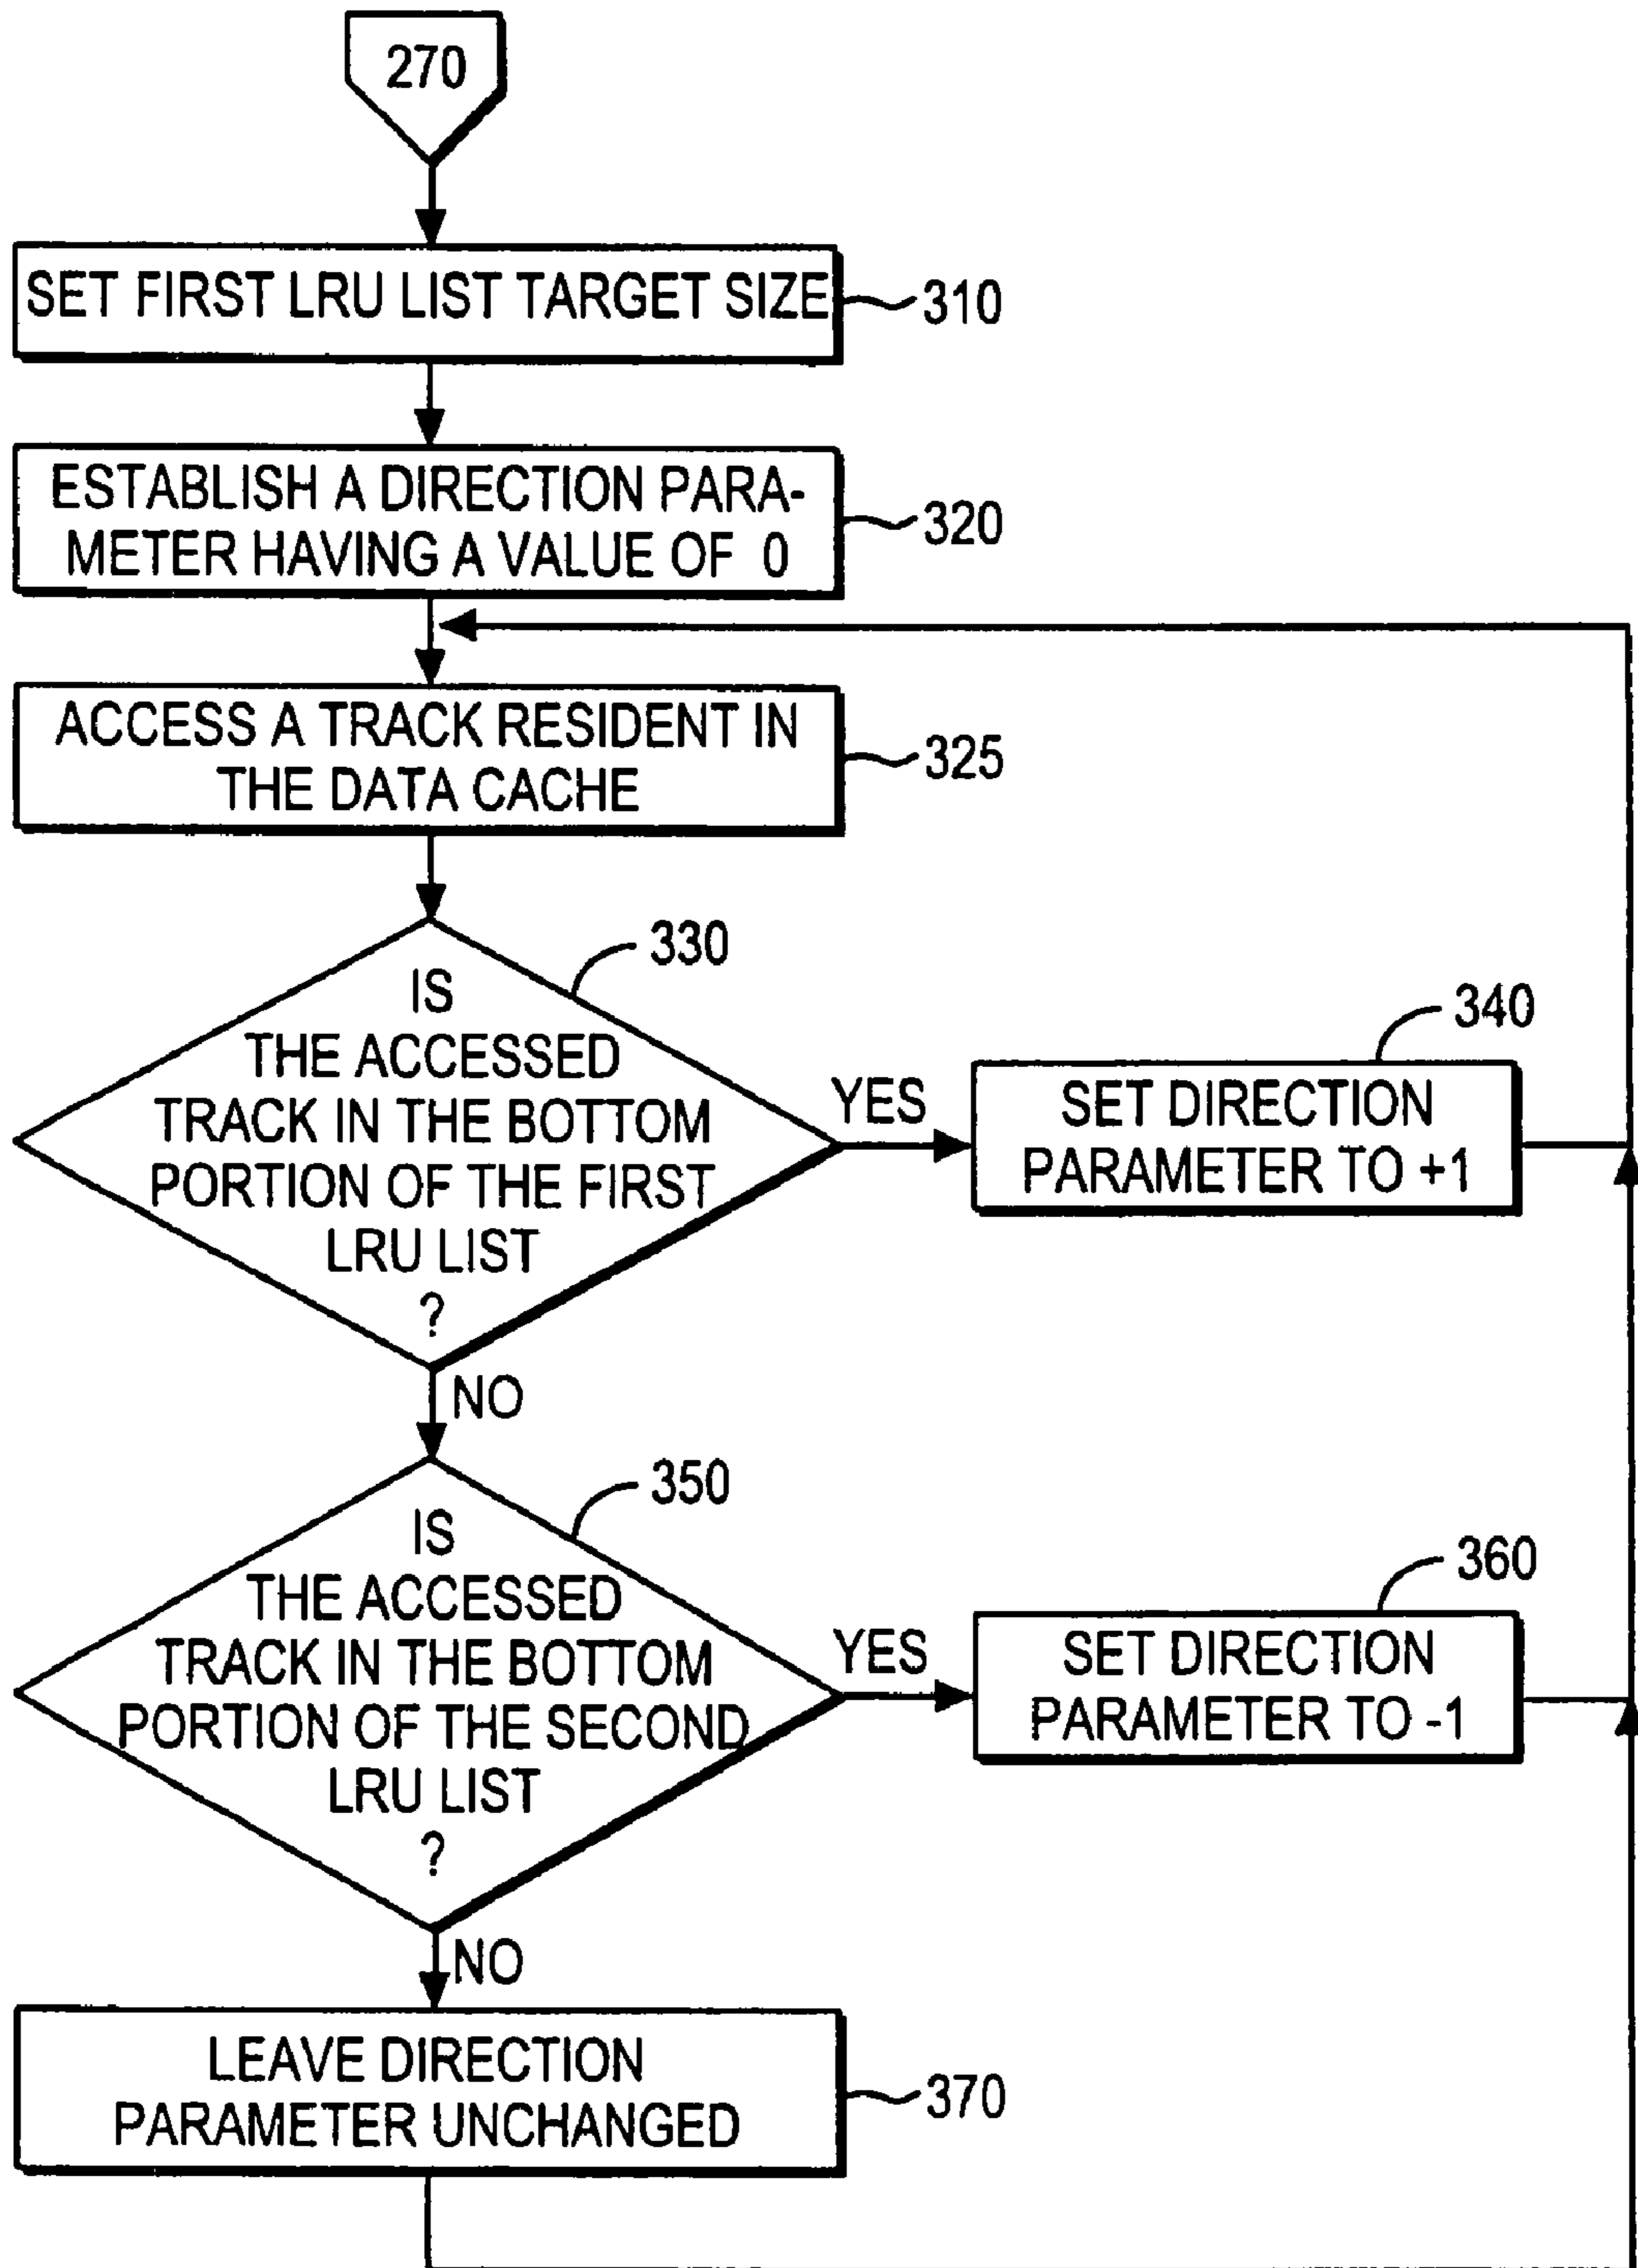 270
SET FIRST LRU LIST TARGET SIZE
310
ESTABLISH A DIRECTION PARA-
METER HAVING A VALUE OF 0
320
ACCESS A TRACK RESIDENT IN
THE DATA CACHE
325
330
IS
THE ACCESSED
TRACK IN THE BOTTOM
PORTION OF THE FIRST
LRU LIST
?
YES
340
SET DIRECTION
PARAMETER TO +1
NO
350
IS
THE ACCESSED
TRACK IN THE BOTTOM
PORTION OF THE SECOND
LRU LIST
?
YES
360
SET DIRECTION
PARAMETER TO -1
NO
LEAVE DIRECTION
PARAMETER UNCHANGED
370